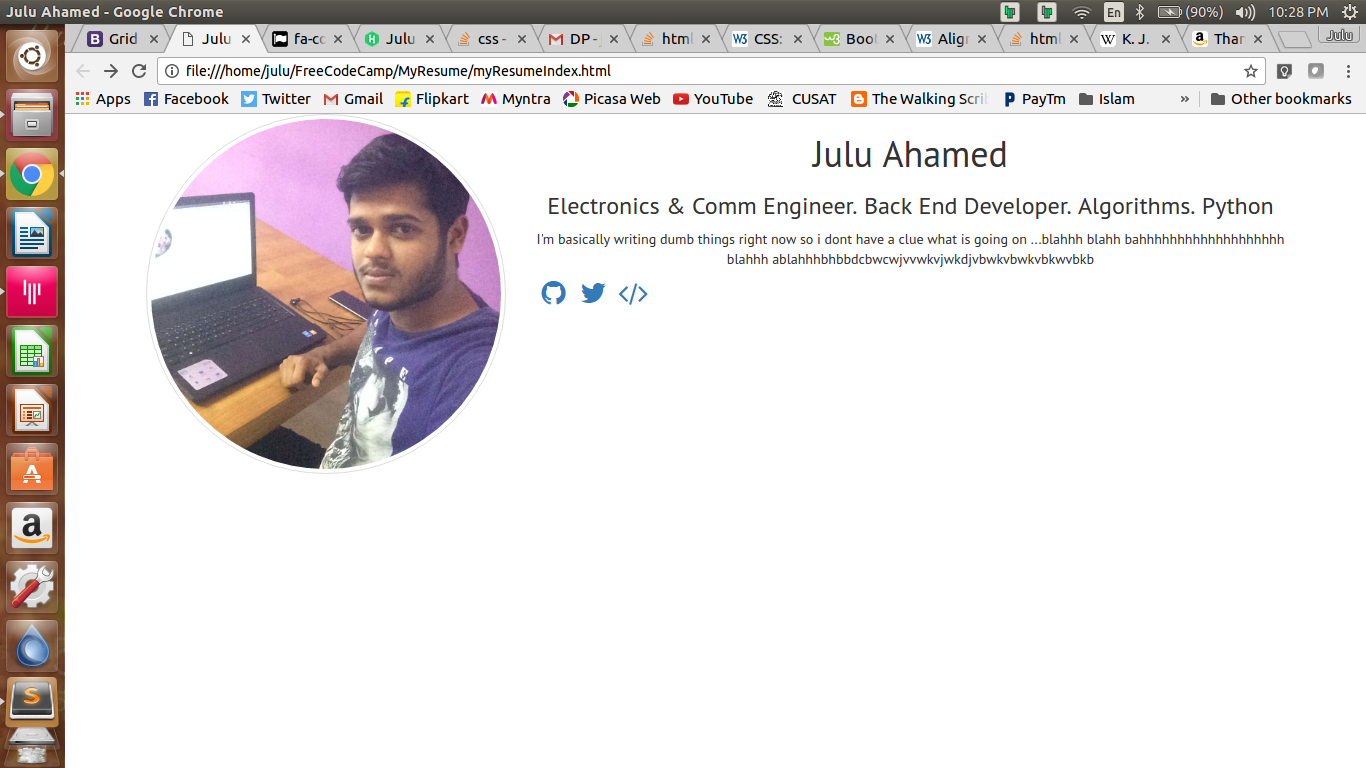 Julu Ahamed - Google Chrome
En
(90%)
10:28 PM
Grid
Julu
fa-cc
Julu
css -
DP -
html
CSS:
Boot
Align
html
K. J.
Julu
file:///home/julu/FreeCodeCamp/MyResume/myResumeIndex.html
Apps
Facebook
Twitter
Gmail
Flipkart
Myntra
Picasa Web
YouTube
CUSAT
The Walking Scri
PayTm
Islam
»
Other bookmarks
Julu Ahamed
Electronics & Comm Engineer. Back End Developer. Algorithms. Python
I'm basically writing dumb things right now so i dont have a clue what is going on ...blahhh blahh bahhhhhhhhhhhhhhhhhhh
blahhh ablahhhbhbbdcbwcwjvvwkvjwkdjvbwkvbwkvbkwvbkb